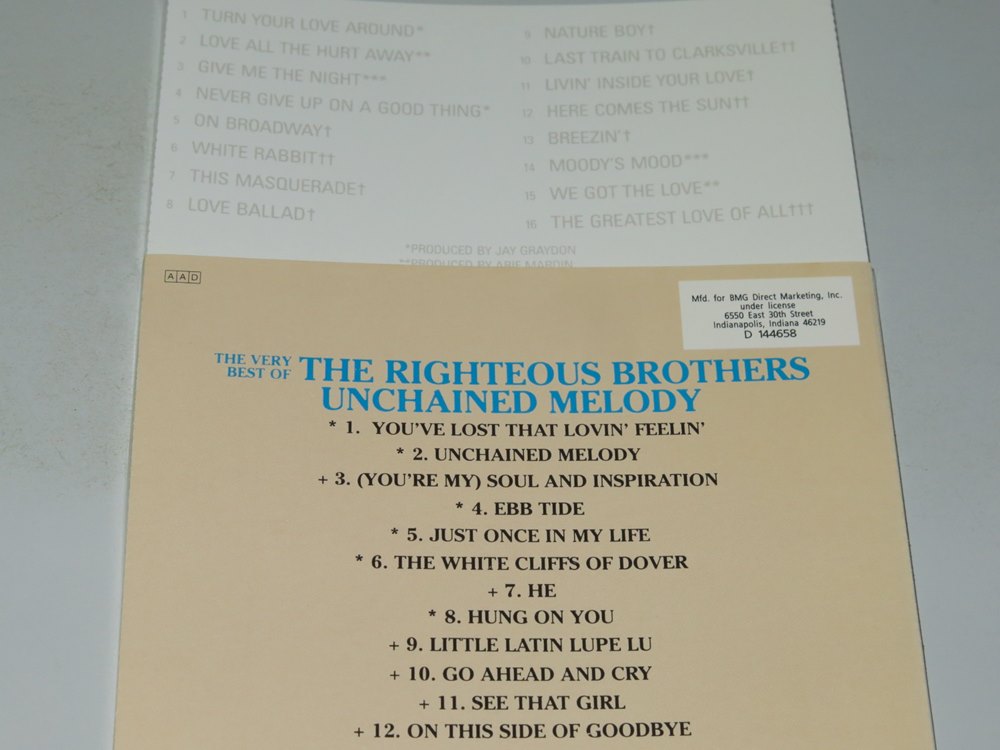 1 TURN YOUR LOVE AROUND*
2 LOVE ALL THE HURT AWAY**
3 GIVE ME THE NIGHT***
4 NEVER GIVE UP ON A GOOD THING*
5 ON BROADWAY†
6 WHITE RABBIT††
7 THIS MASQUERADE†
8 LOVE BALLAD†
9 NATURE BOY†
10 LAST TRAIN TO CLARKSVILLE††
11 LIVIN' INSIDE YOUR LOVE†
12 HERE COMES THE SUN††
13 BREEZIN'†
14 MOODY'S MOOD***
15 WE GOT THE LOVE**
16 THE GREATEST LOVE OF ALL†††
*PRODUCED BY JAY GRAYDON
**PRODUCED BY ARIF MARDIN
AAD
Mfd. for BMG Direct Marketing, Inc.
under license
6550 East 30th Street
Indianapolis, Indiana 46219
D 144658
THE VERY
BEST OF THE RIGHTEOUS BROTHERS
UNCHAINED MELODY
* 1. YOU'VE LOST THAT LOVIN' FEELIN'
* 2. UNCHAINED MELODY
+ 3. (YOU'RE MY) SOUL AND INSPIRATION
* 4. EBB TIDE
* 5. JUST ONCE IN MY LIFE
* 6. THE WHITE CLIFFS OF DOVER
+ 7. HE
* 8. HUNG ON YOU
+ 9. LITTLE LATIN LUPE LU
+ 10. GO AHEAD AND CRY
+ 11. SEE THAT GIRL
+ 12. ON THIS SIDE OF GOODBYE